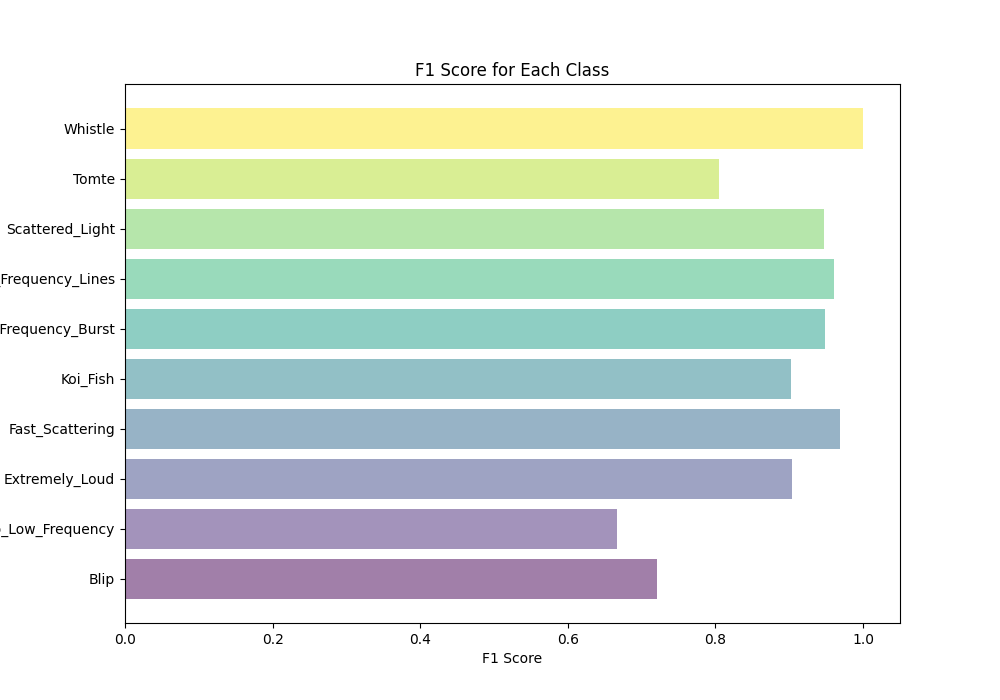 F1 Score for Each Class
Whistle
Tomte
Scattered_Light
_Frequency_Lines
Frequency_Burst
Koi_Fish
Fast_Scattering
Extremely_Loud
_Low_Frequency
Blip
0.0 0.2 0.4 0.6 0.8 1.0
F1 Score